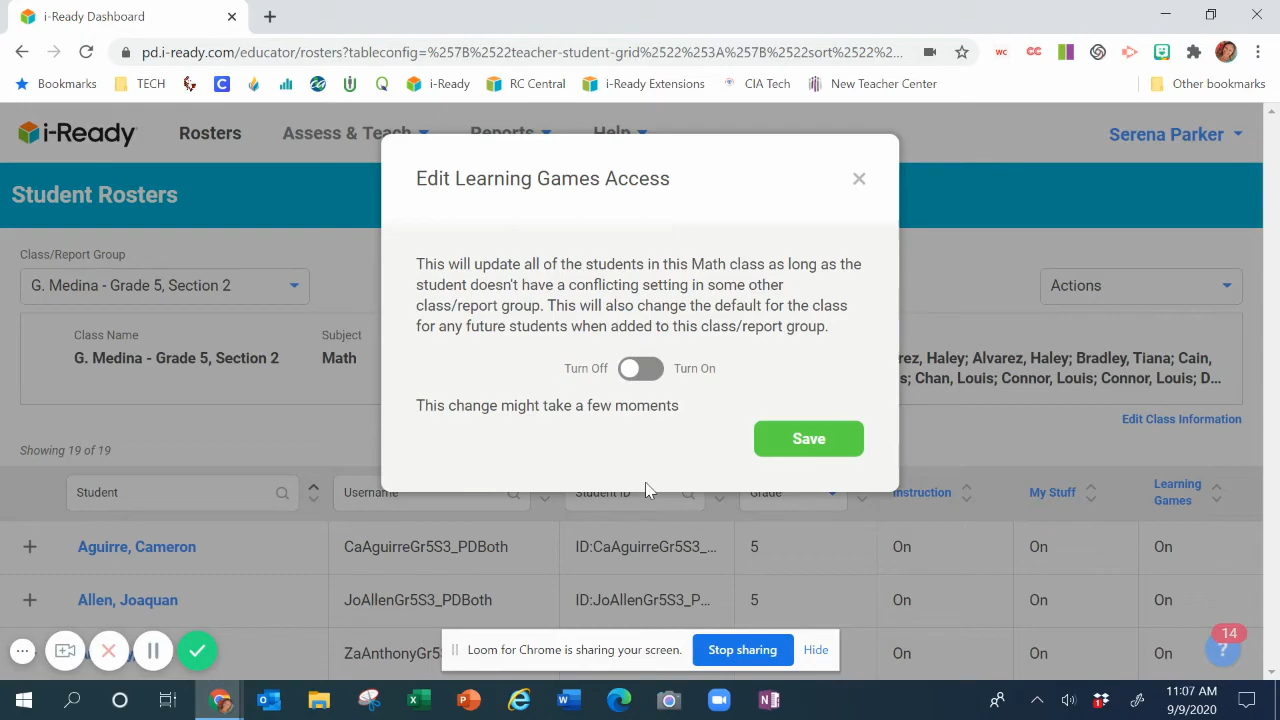 i-Ready Dashboard
pd.i-ready.com/educator/rosters?tableconfig=%257B%2522teacher-student-grid%2522%253A%257B%2522sort%2522%2...
WC
CC
Bookmarks
TECH
C
Q
i-Ready
RC Central
i-Ready Extensions
CIA Tech
New Teacher Center
Other bookmarks
i-Ready
Rosters
Assess & Teach
Reports
Help
Serena Parker
Student Rosters
Edit Learning Games Access
This will update all of the students in this Math class as long as the
student doesn't have a conflicting setting in some other
class/report group. This will also change the default for the class
for any future students when added to this class/report group.
Turn Off
Turn On
This change might take a few moments
Save
Class/Report Group
G. Medina - Grade 5, Section 2
Actions
Class Name
Subject
G. Medina - Grade 5, Section 2
Math
rez, Haley; Alvarez, Haley; Bradley, Tiana; Cain,
s; Chan, Louis; Connor, Louis; Connor, Louis; D...
Edit Class Information
Showing 19 of 19
Student
Username
Student ID
Grade
Instruction
My Stuff
Learning
Games
Aguirre, Cameron
CaAguirreGr5S3_PDBoth
ID:CaAguirreGr5S3_...
5
On
On
On
Allen, Joaquan
JoAllenGr5S3_PDBoth
ID:JoAllenGr5S3_P...
5
On
On
On
ZaAnthonyGr5S
On
On
On
14
?
Loom for Chrome is sharing your screen.
Stop sharing
Hide
11:07 AM
9/9/2020